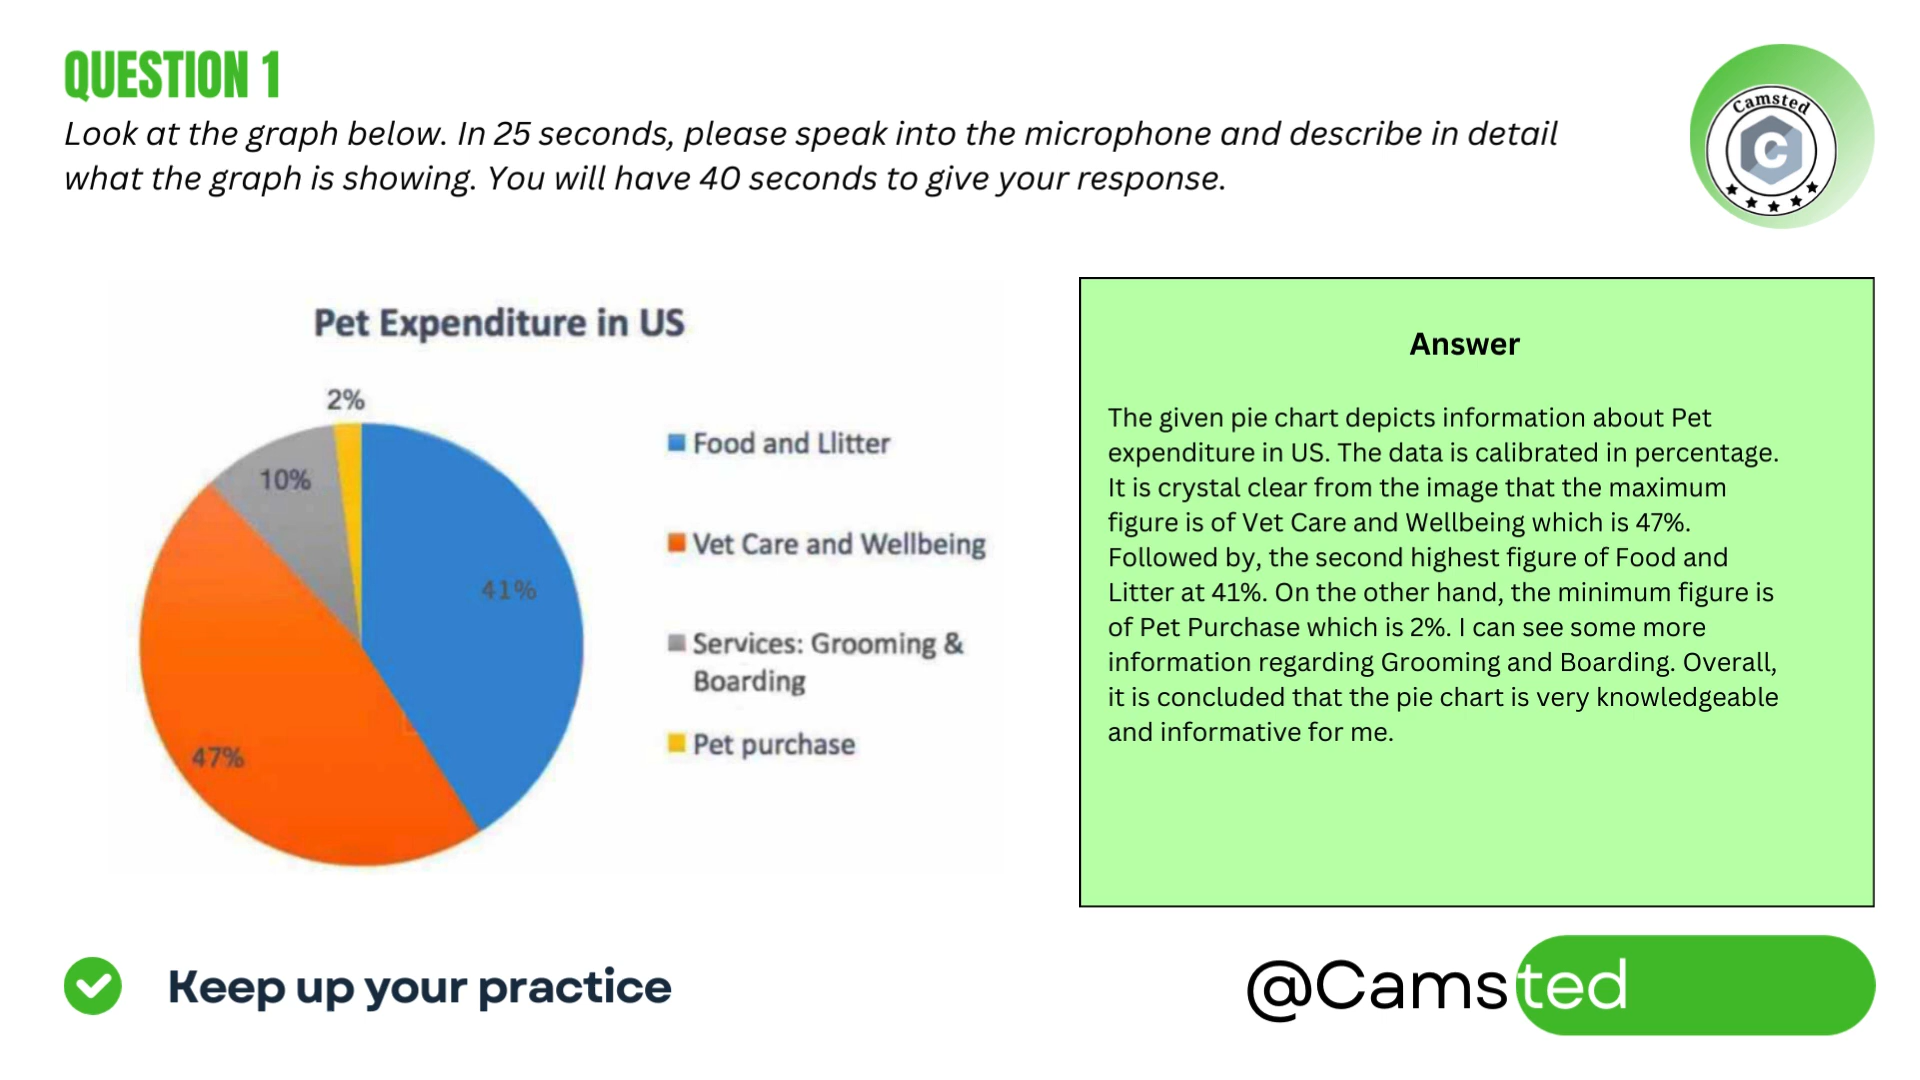 QUESTION 1
Look at the graph below. In 25 seconds, please speak into the microphone and describe in detail
what the graph is showing. You will have 40 seconds to give your response.
Camsted
C
Pet Expenditure in US
2%
10%
41%
47%
Food and Llitter
Vet Care and Wellbeing
Services: Grooming &
Boarding
Pet purchase
Answer
The given pie chart depicts information about Pet
expenditure in US. The data is calibrated in percentage.
It is crystal clear from the image that the maximum
figure is of Vet Care and Wellbeing which is 47%.
Followed by, the second highest figure of Food and
Litter at 41%. On the other hand, the minimum figure is
of Pet Purchase which is 2%. I can see some more
information regarding Grooming and Boarding. Overall,
it is concluded that the pie chart is very knowledgeable
and informative for me.
Keep up your practice
@Camsted